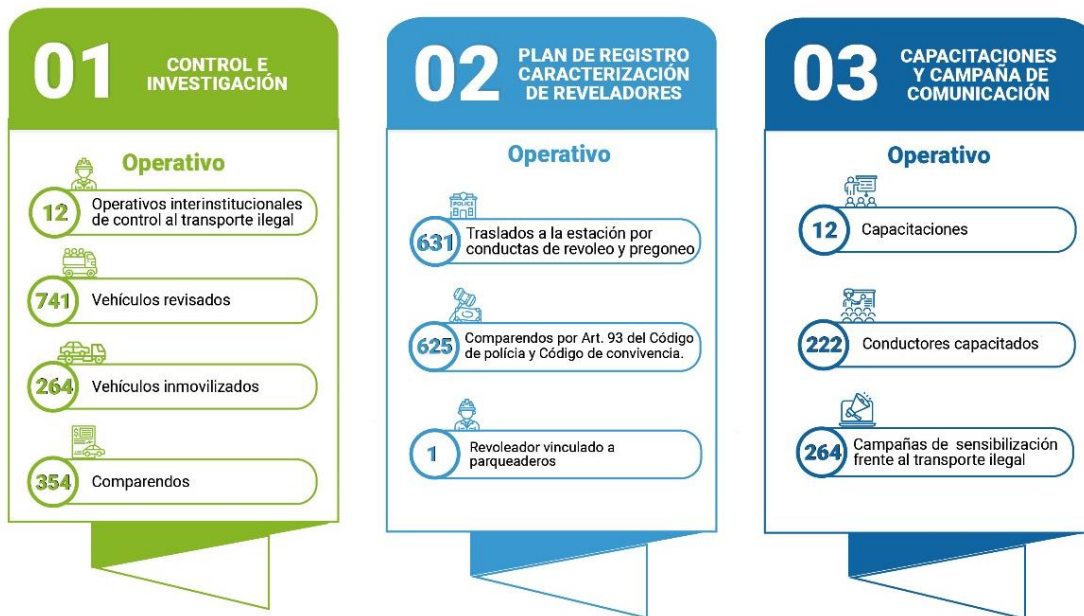 01
CONTROL E
INVESTIGACIÓN
Operativo
12
Operativos interinstitucionales
de control al transporte ilegal
741
Vehículos revisados
264
Vehículos inmovilizados
354
Comparendos
02
PLAN DE REGISTRO
CARACTERIZACIÓN
DE REVELADORES
Operativo
POLICE
631
Traslados a la estación por
conductas de revoleo y pregoneo
625
Comparendos por Art. 93 del Código
de polícia y Código de convivencia.
1
Revoleador vinculado a
parqueaderos
03
CAPACITACIONES
Y CAMPAÑA DE
COMUNICACIÓN
Operativo
12
Capacitaciones
222
Conductores capacitados
264
Campañas de sensibilización
frente al transporte ilegal